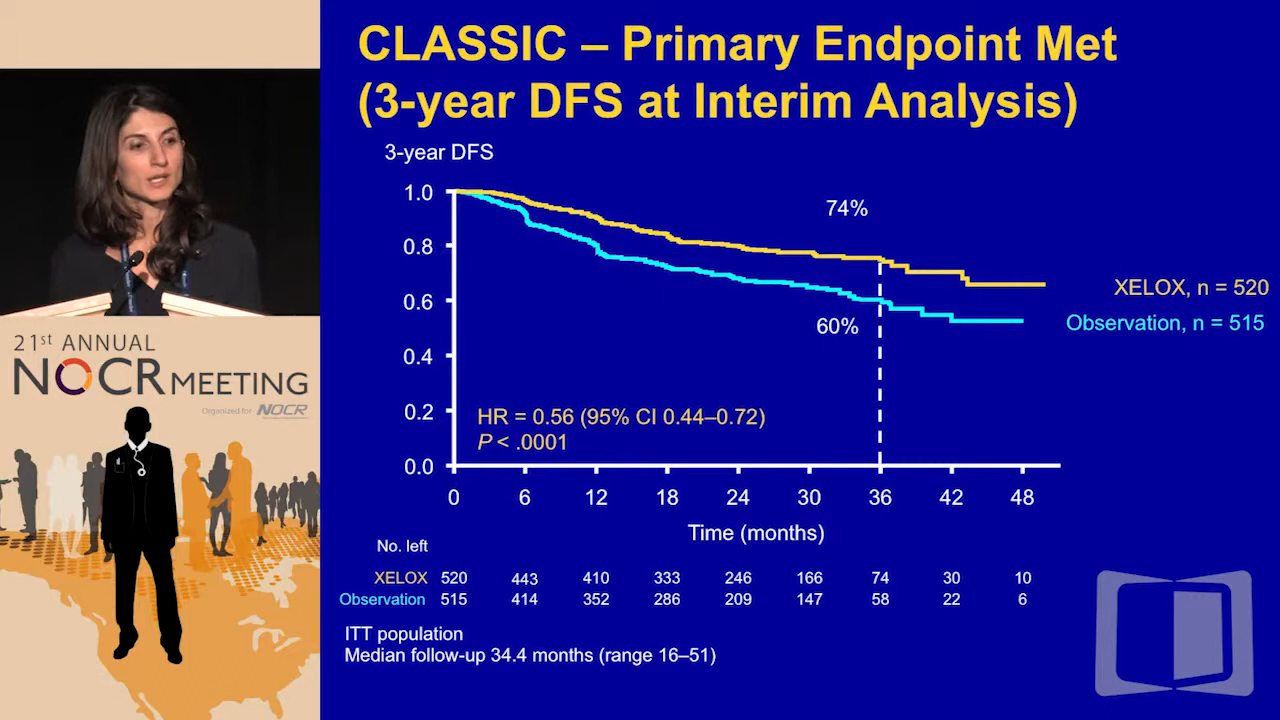 CLASSIC – Primary Endpoint Met
(3-year DFS at Interim Analysis)
3-year DFS
1.0
0.8
0.6
0.4
0.2
0.0
74%
60%
XELOX, n = 520
Observation, n = 515
HR = 0.56 (95% CI 0.44–0.72)
P < .0001
0 6 12 18 24 30 36 42 48
Time (months)
No. left
XELOX 520 443 410 333 246 166 74 30 10
Observation 515 414 352 286 209 147 58 22 6
ITT population
Median follow-up 34.4 months (range 16–51)
21st ANNUAL
NOCR MEETING
Organized for NOCR